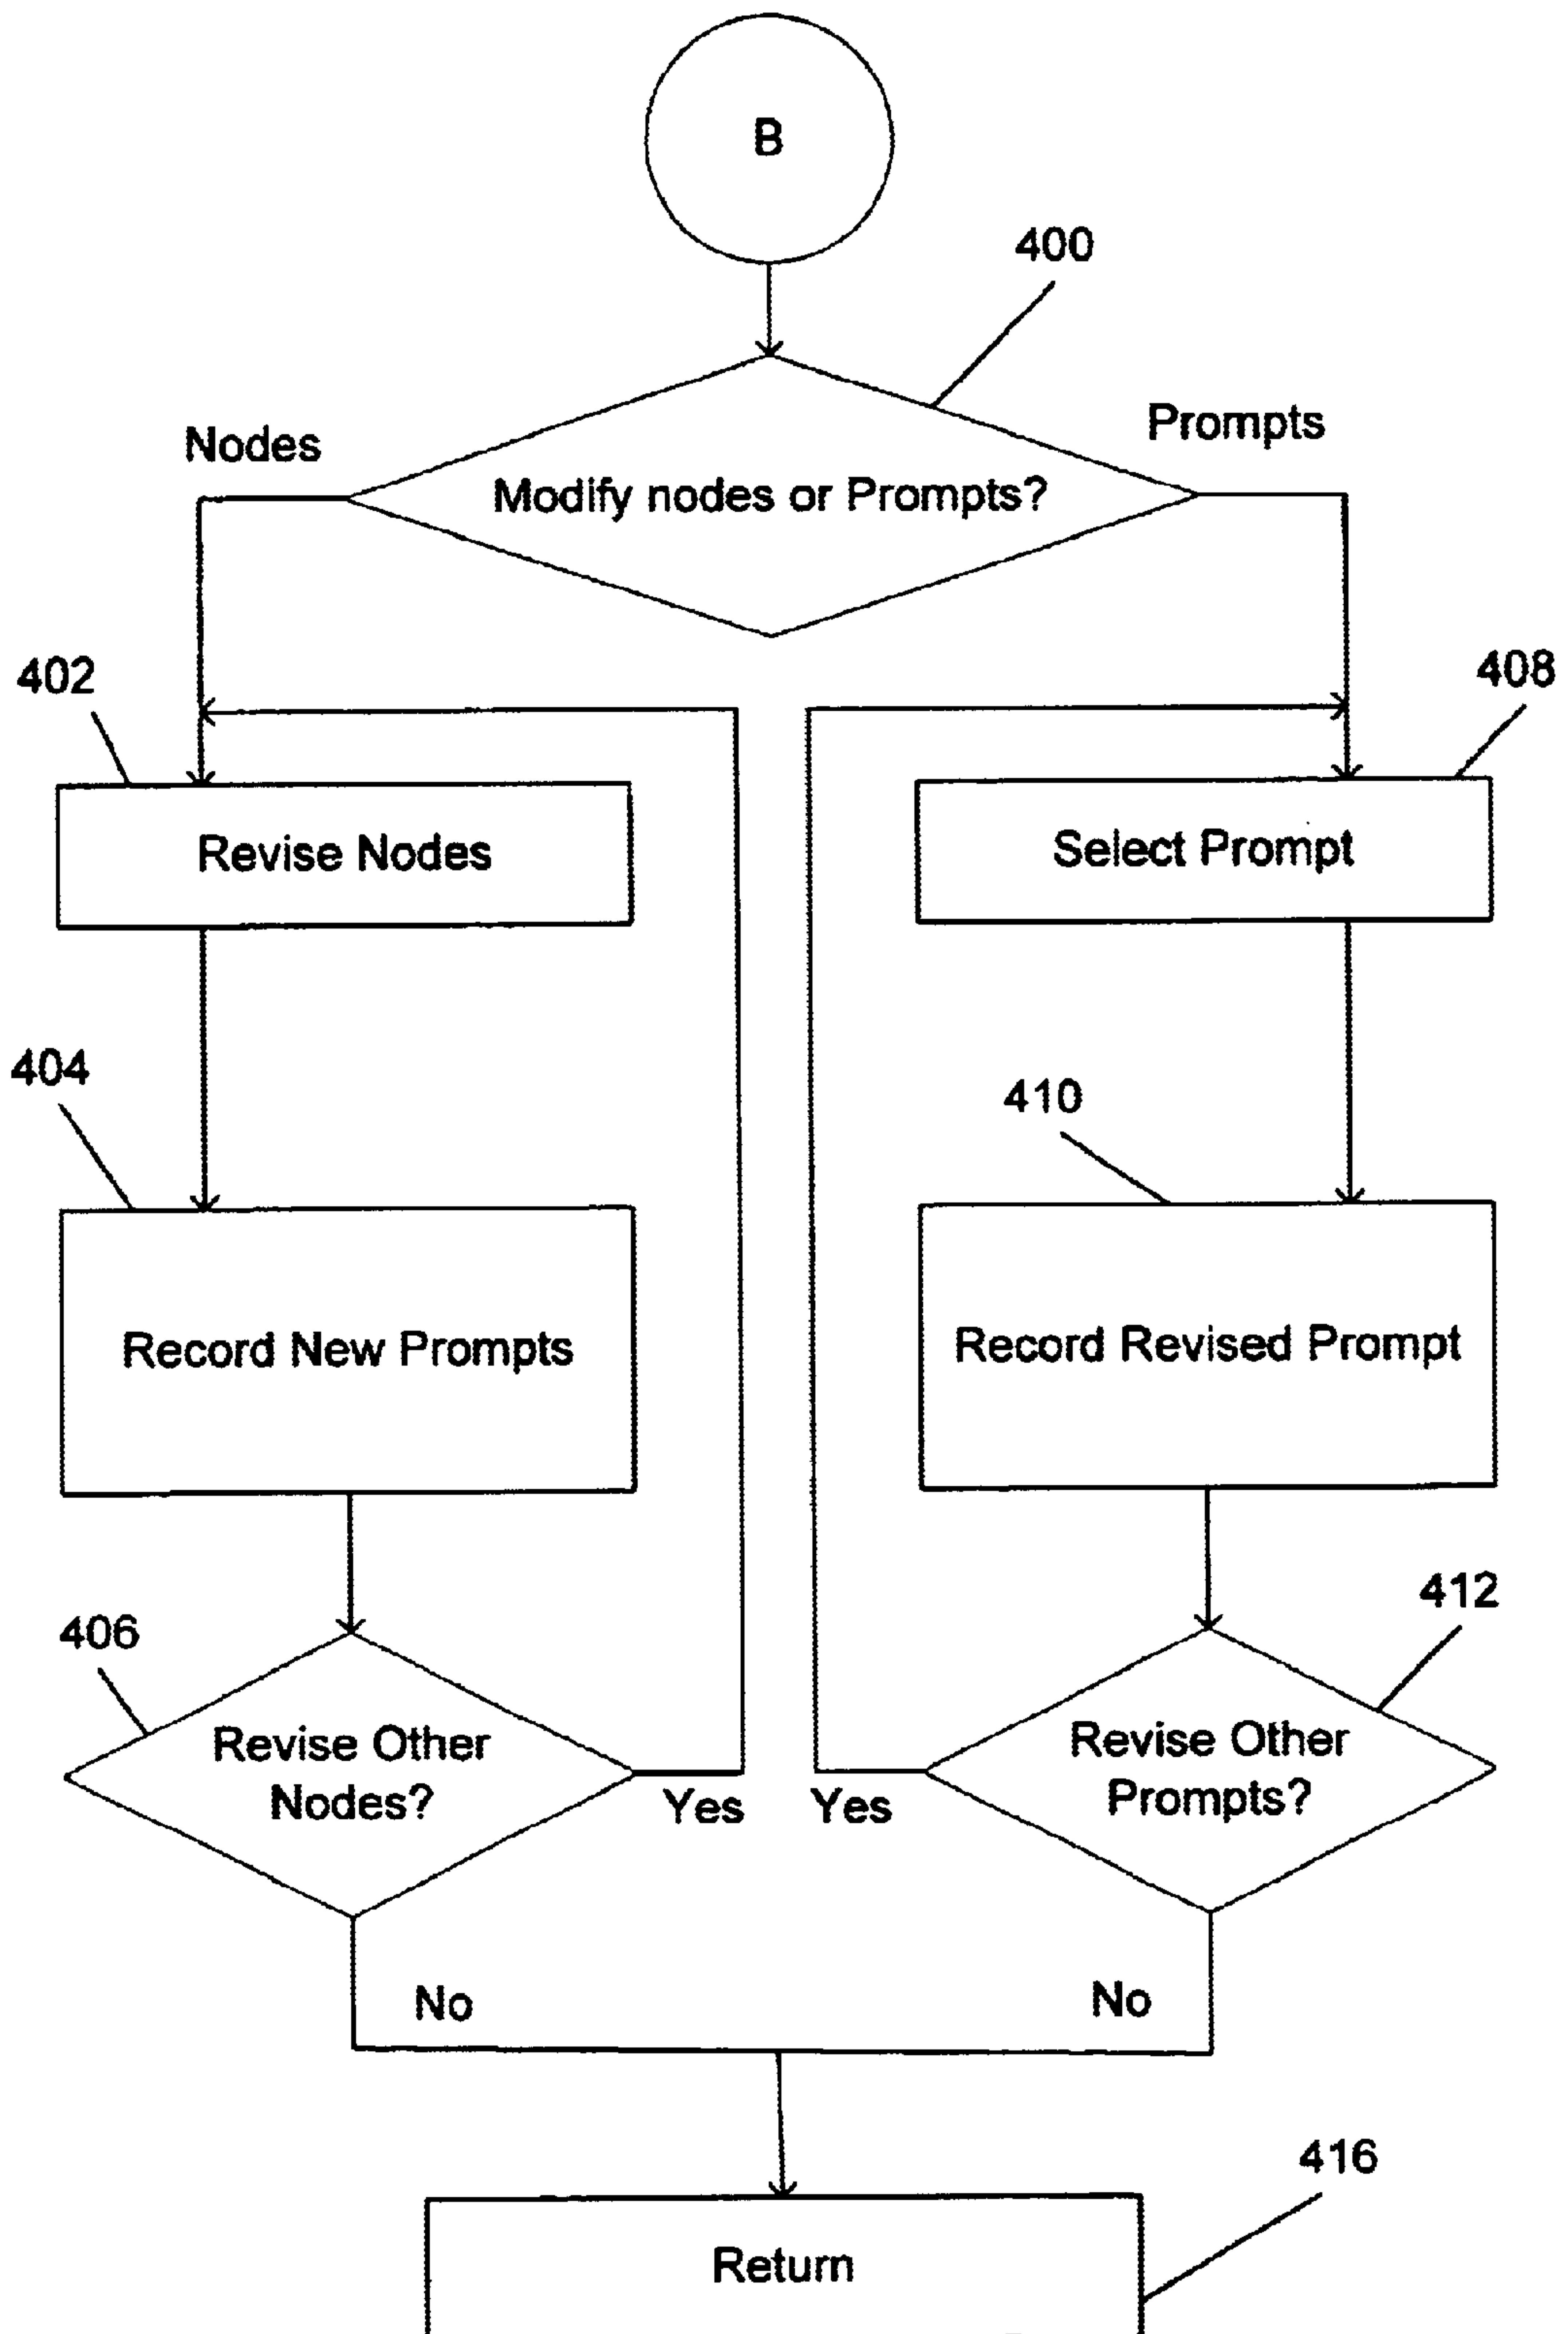 B
400
Nodes
Prompts
Modify nodes or Prompts?
402
408
Revise Nodes
Select Prompt
404
410
Record New Prompts
Record Revised Prompt
406
412
Revise Other
Nodes?
Revise Other
Prompts?
Yes
Yes
No
No
416
Return